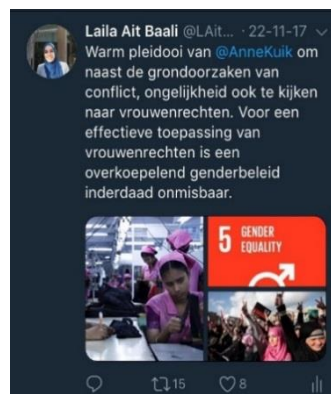 Laila Ait Baali @LAit... · 22-11-17
Warm pleidooi van @AnneKuik om
naast de grondoorzaken van
conflict, ongelijkheid ook te kijken
naar vrouwenrechten. Voor een
effectieve toepassing van
vrouwenrechten is een
overkoepelend genderbeleid
inderdaad onmisbaar.
5 GENDER
EQUALITY
15 8